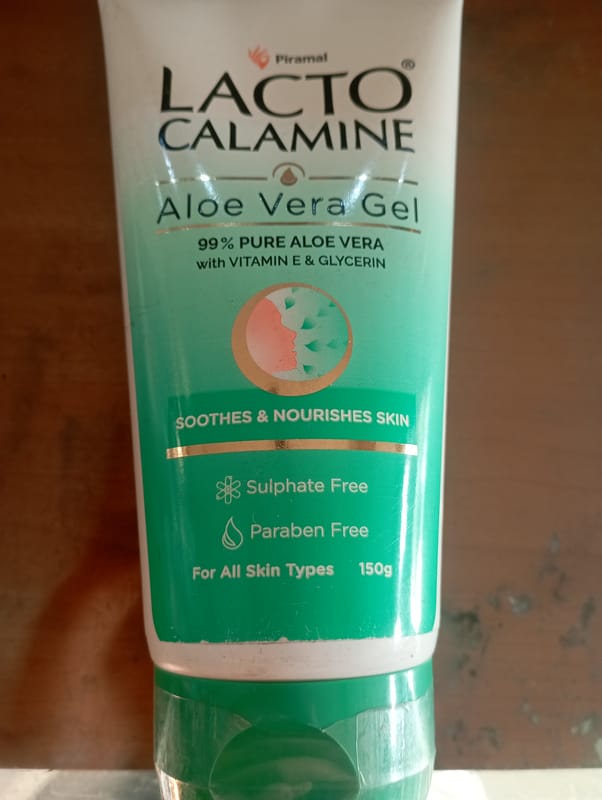 Piramal
LACTO®
CALAMINE
Aloe Vera Gel
99% PURE ALOE VERA
with VITAMIN E & GLYCERIN
SOOTHES & NOURISHES SKIN
Sulphate Free
Paraben Free
For All Skin Types 150g